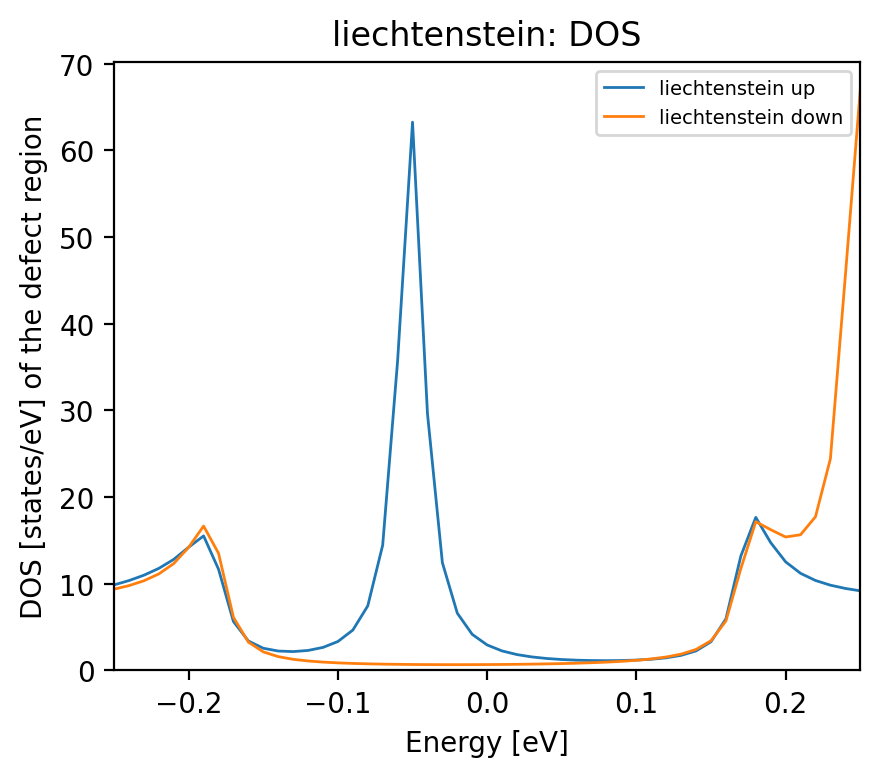 liechtenstein: DOS
liechtenstein up
liechtenstein down
DOS [states/eV] of the defect region
70
60
50
40
30
20
10
0
−0.2
−0.1
0.0
0.1
0.2
Energy [eV]